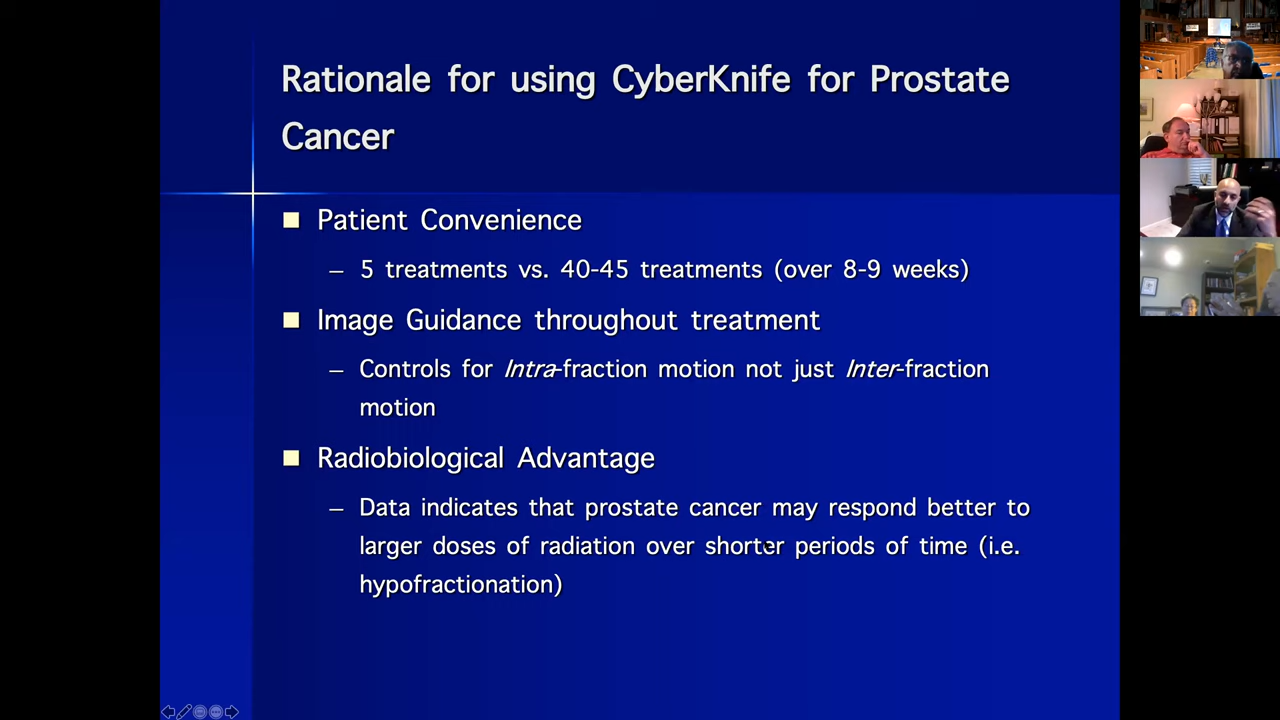 Rationale for using CyberKnife for Prostate
Cancer
Patient Convenience
– 5 treatments vs. 40-45 treatments (over 8-9 weeks)
Image Guidance throughout treatment
– Controls for Intra-fraction motion not just Inter-fraction
motion
Radiobiological Advantage
– Data indicates that prostate cancer may respond better to
larger doses of radiation over shorter periods of time (i.e.
hypofractionation)